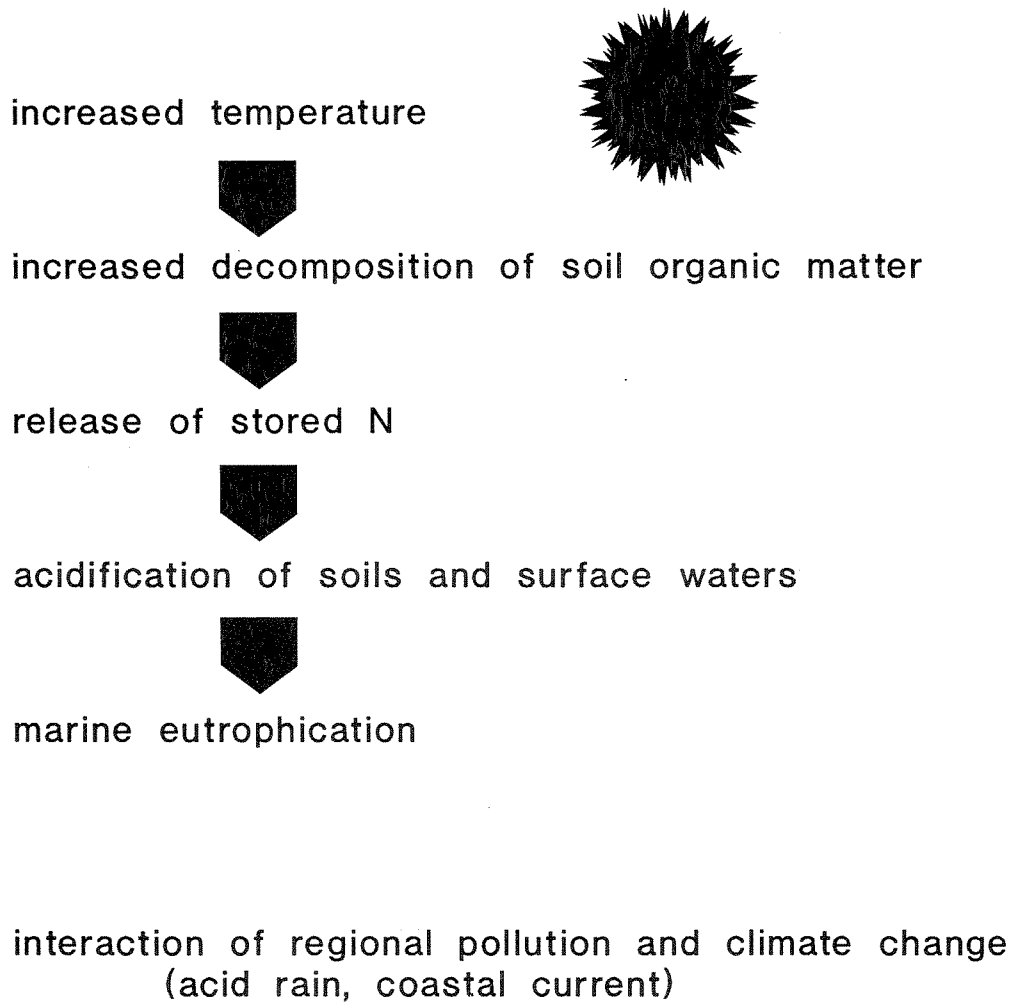 increased temperature
increased decomposition of soil organic matter
release of stored N
acidification of soils and surface waters
marine eutrophication
interaction of regional pollution and climate change
(acid rain, coastal current)